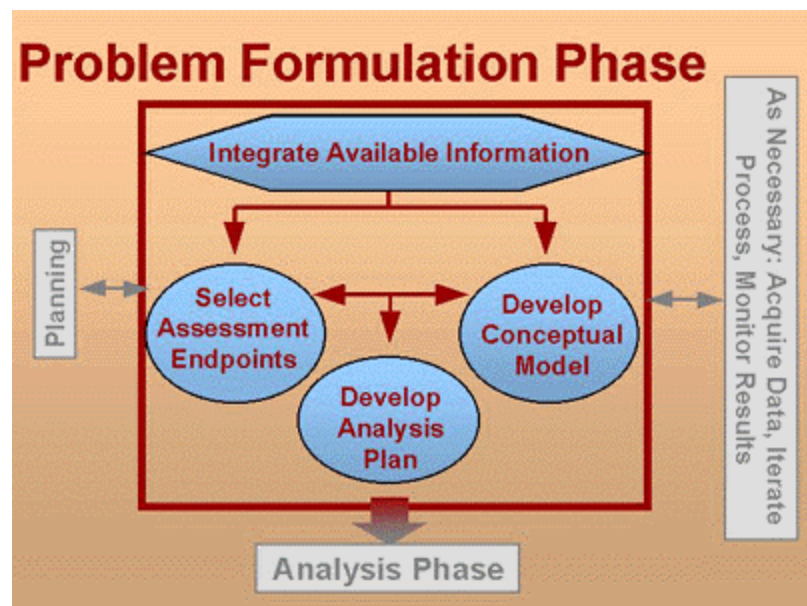 Problem Formulation Phase
Integrate Available Information
Planning
Select
Assessment
Endpoints
Develop
Conceptual
Model
Develop
Analysis
Plan
As Necessary: Acquire Data, Iterate
Process, Monitor Results
Analysis Phase